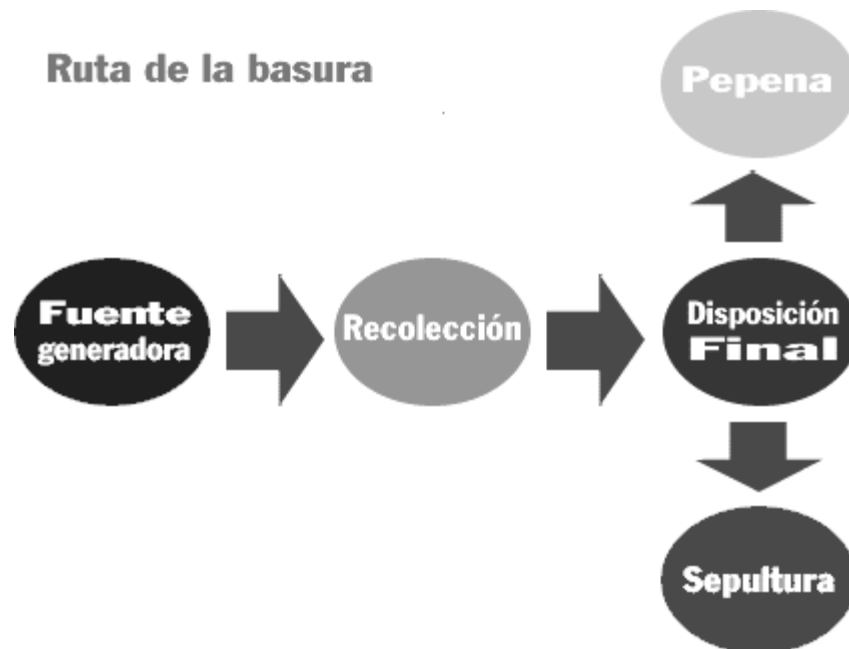 Ruta de la basura
Pepena
Fuente
generadora
Recolección
Disposición
Final
Sepultura